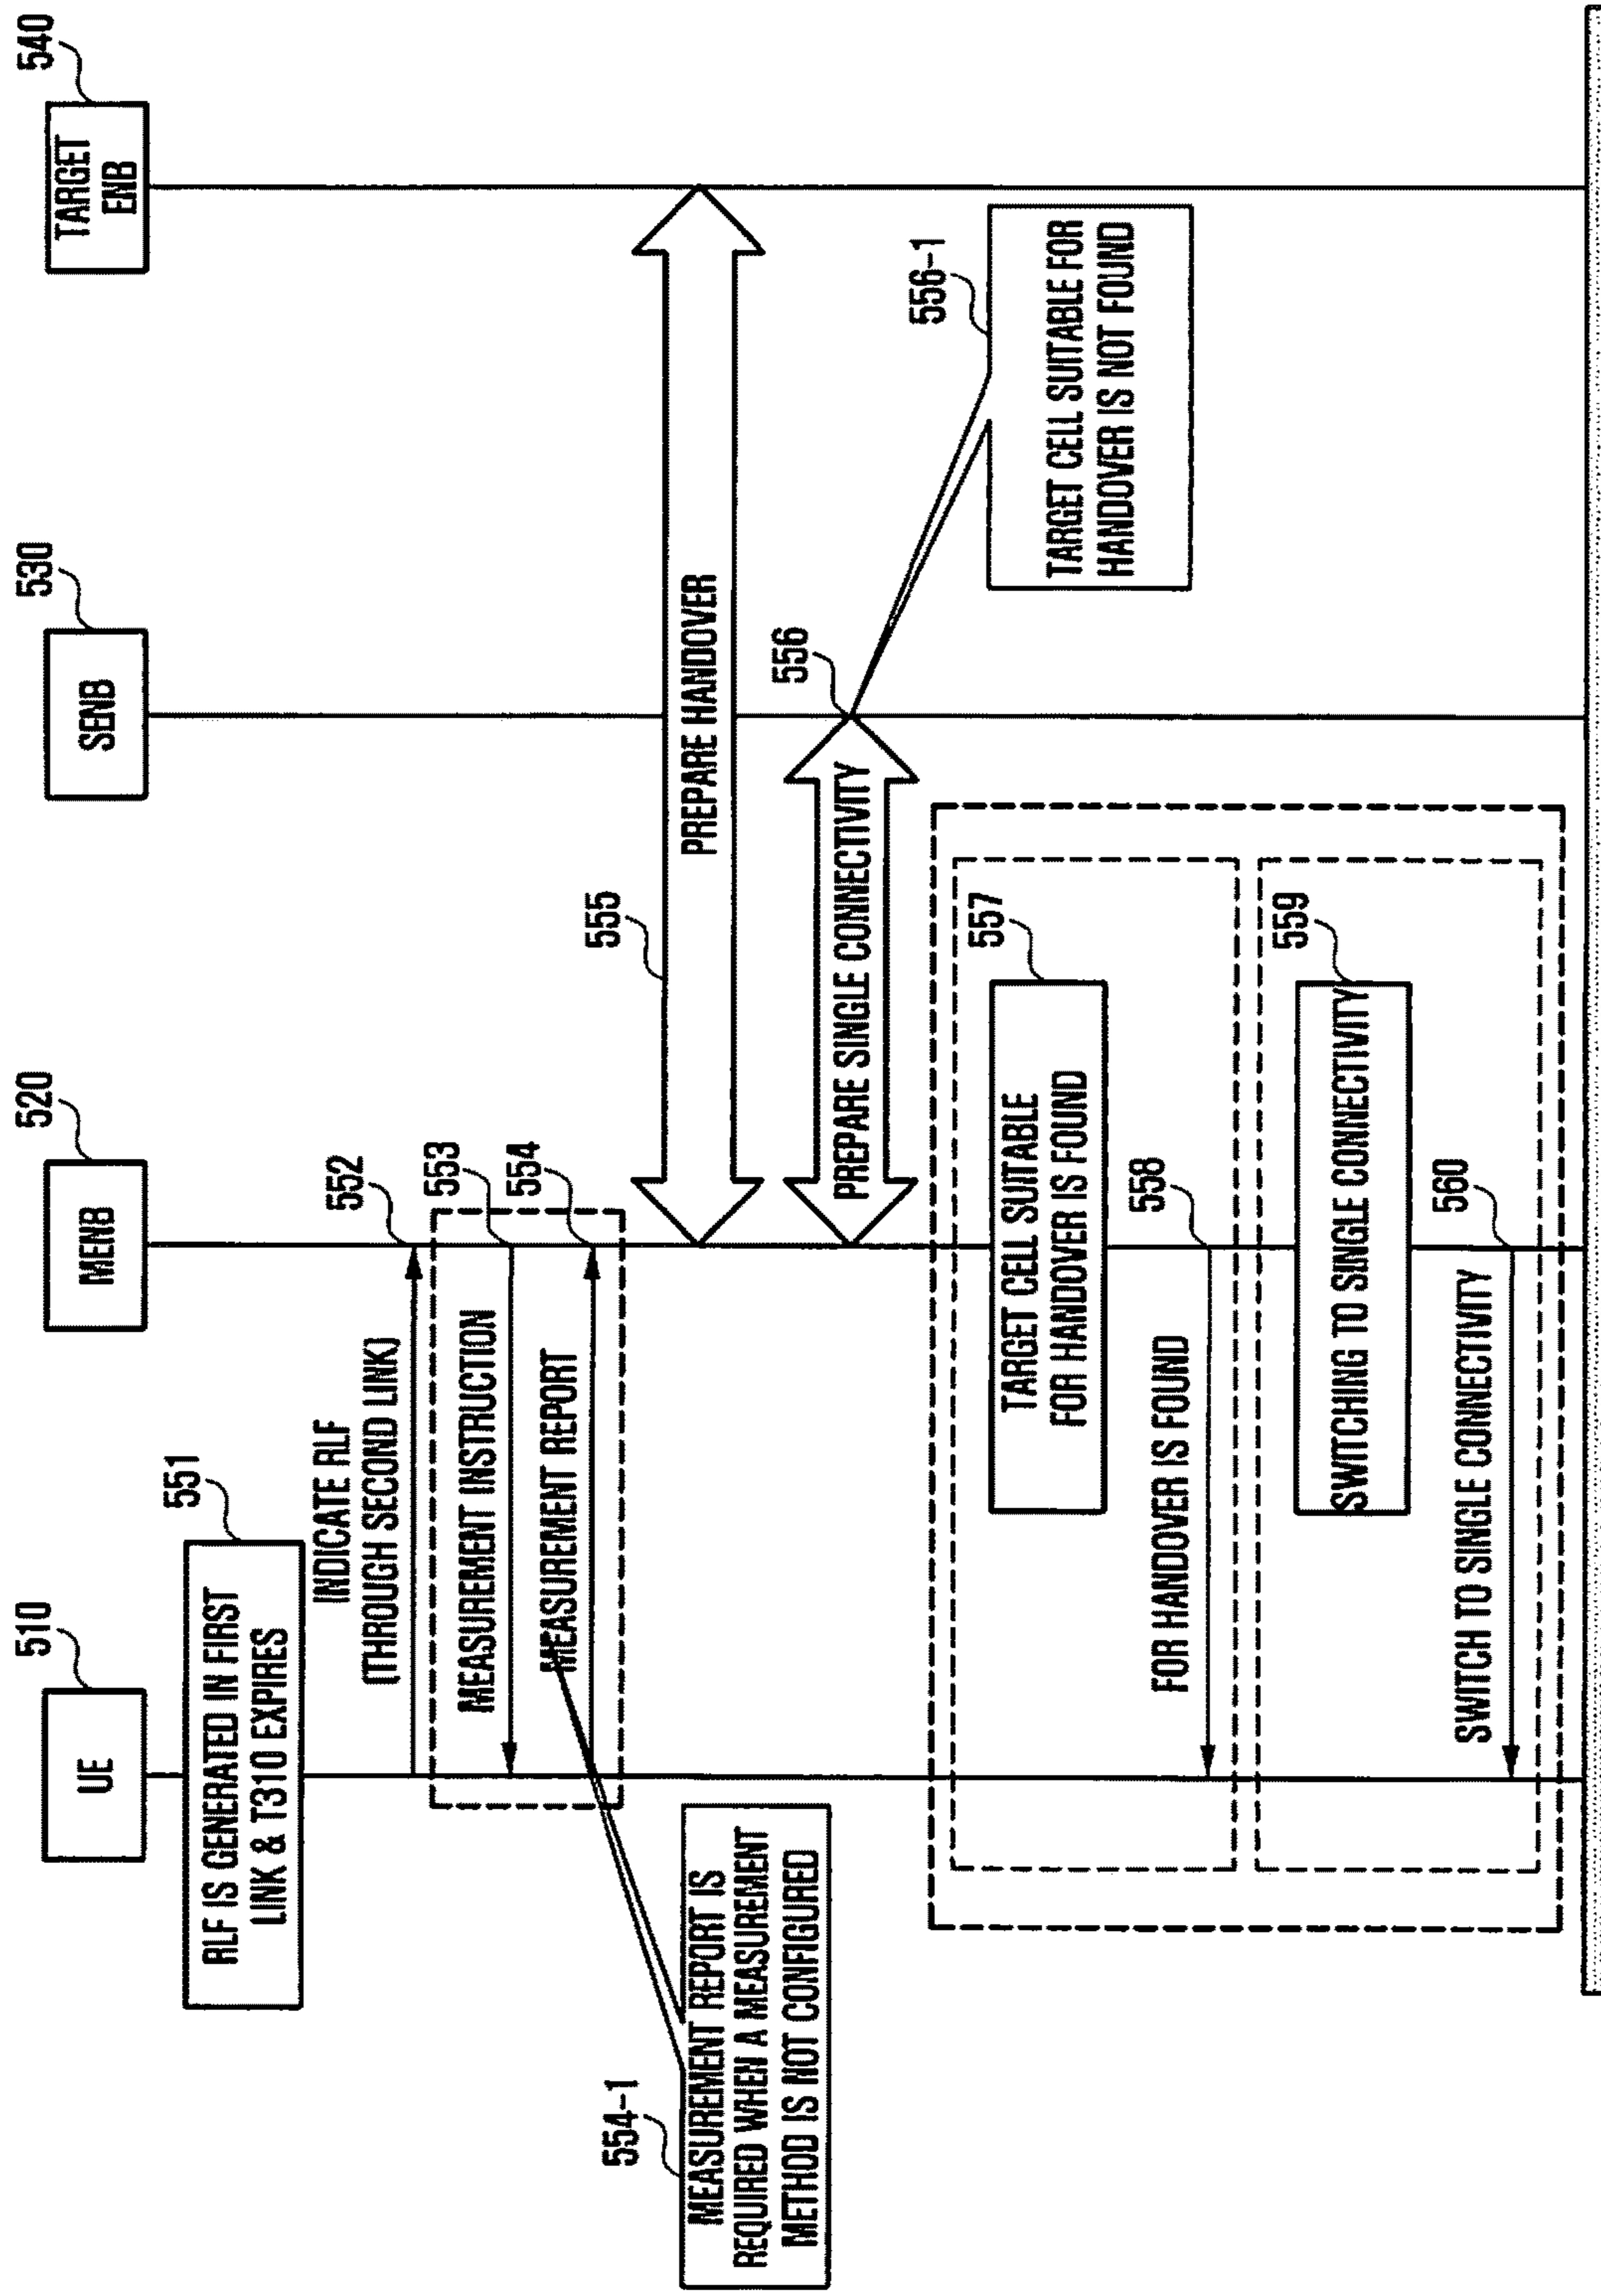 510
UE
520
MENB
530
SENB
540
TARGET
ENB
551
RLF IS GENERATED IN FIRST
LINK & T310 EXPIRES
INDICATE RLF
(THROUGH SECOND LINK)
552
MEASUREMENT INSTRUCTION
553
MEASUREMENT REPORT
554
554-1
MEASUREMENT REPORT IS
REQUIRED WHEN A MEASUREMENT
METHOD IS NOT CONFIGURED
555
PREPARE HANDOVER
556
PREPARE SINGLE CONNECTIVITY
556-1
TARGET CELL SUITABLE FOR
HANDOVER IS NOT FOUND
557
TARGET CELL SUITABLE
FOR HANDOVER IS FOUND
558
FOR HANDOVER IS FOUND
559
SWITCHING TO SINGLE CONNECTIVITY
560
SWITCH TO SINGLE CONNECTIVITY